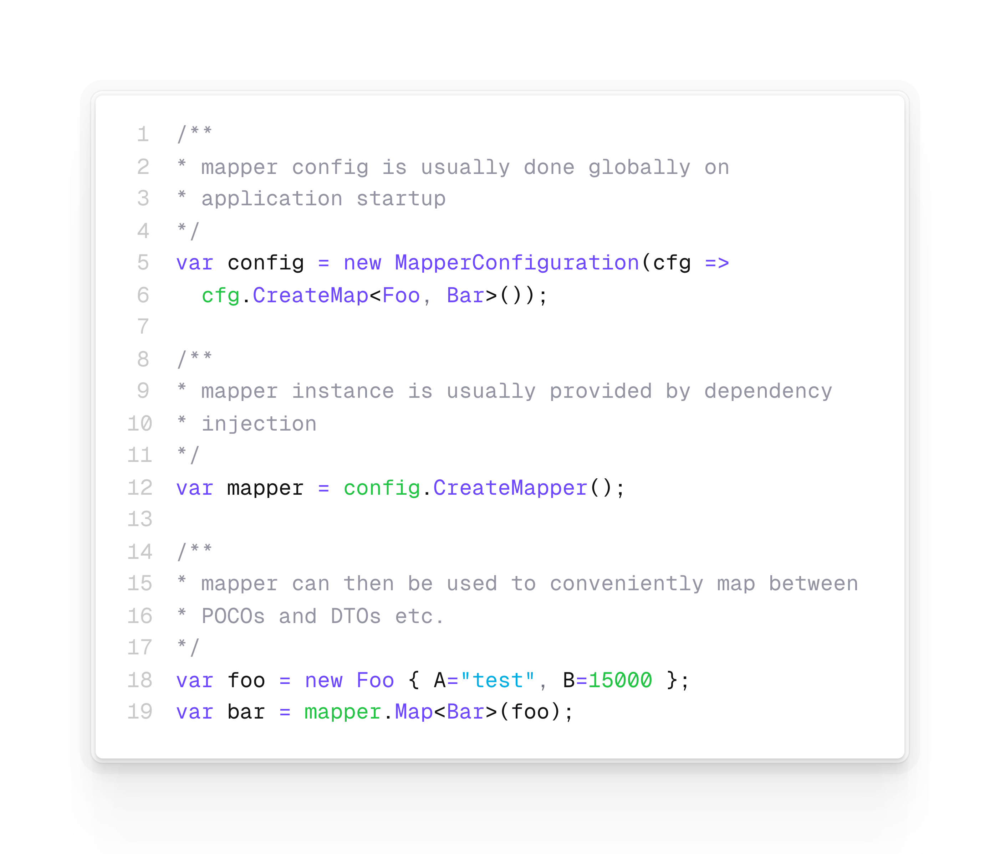 1 /**
2 * mapper config is usually done globally on
3 * application startup
4 */
5 var config = new MapperConfiguration(cfg =>
6   cfg.CreateMap<Foo, Bar>());
7
8 /**
9 * mapper instance is usually provided by dependency
10 * injection
11 */
12 var mapper = config.CreateMapper();
13
14 /**
15 * mapper can then be used to conveniently map between
16 * POCOs and DTOs etc.
17 */
18 var foo = new Foo { A="test", B=15000 };
19 var bar = mapper.Map<Bar>(foo);